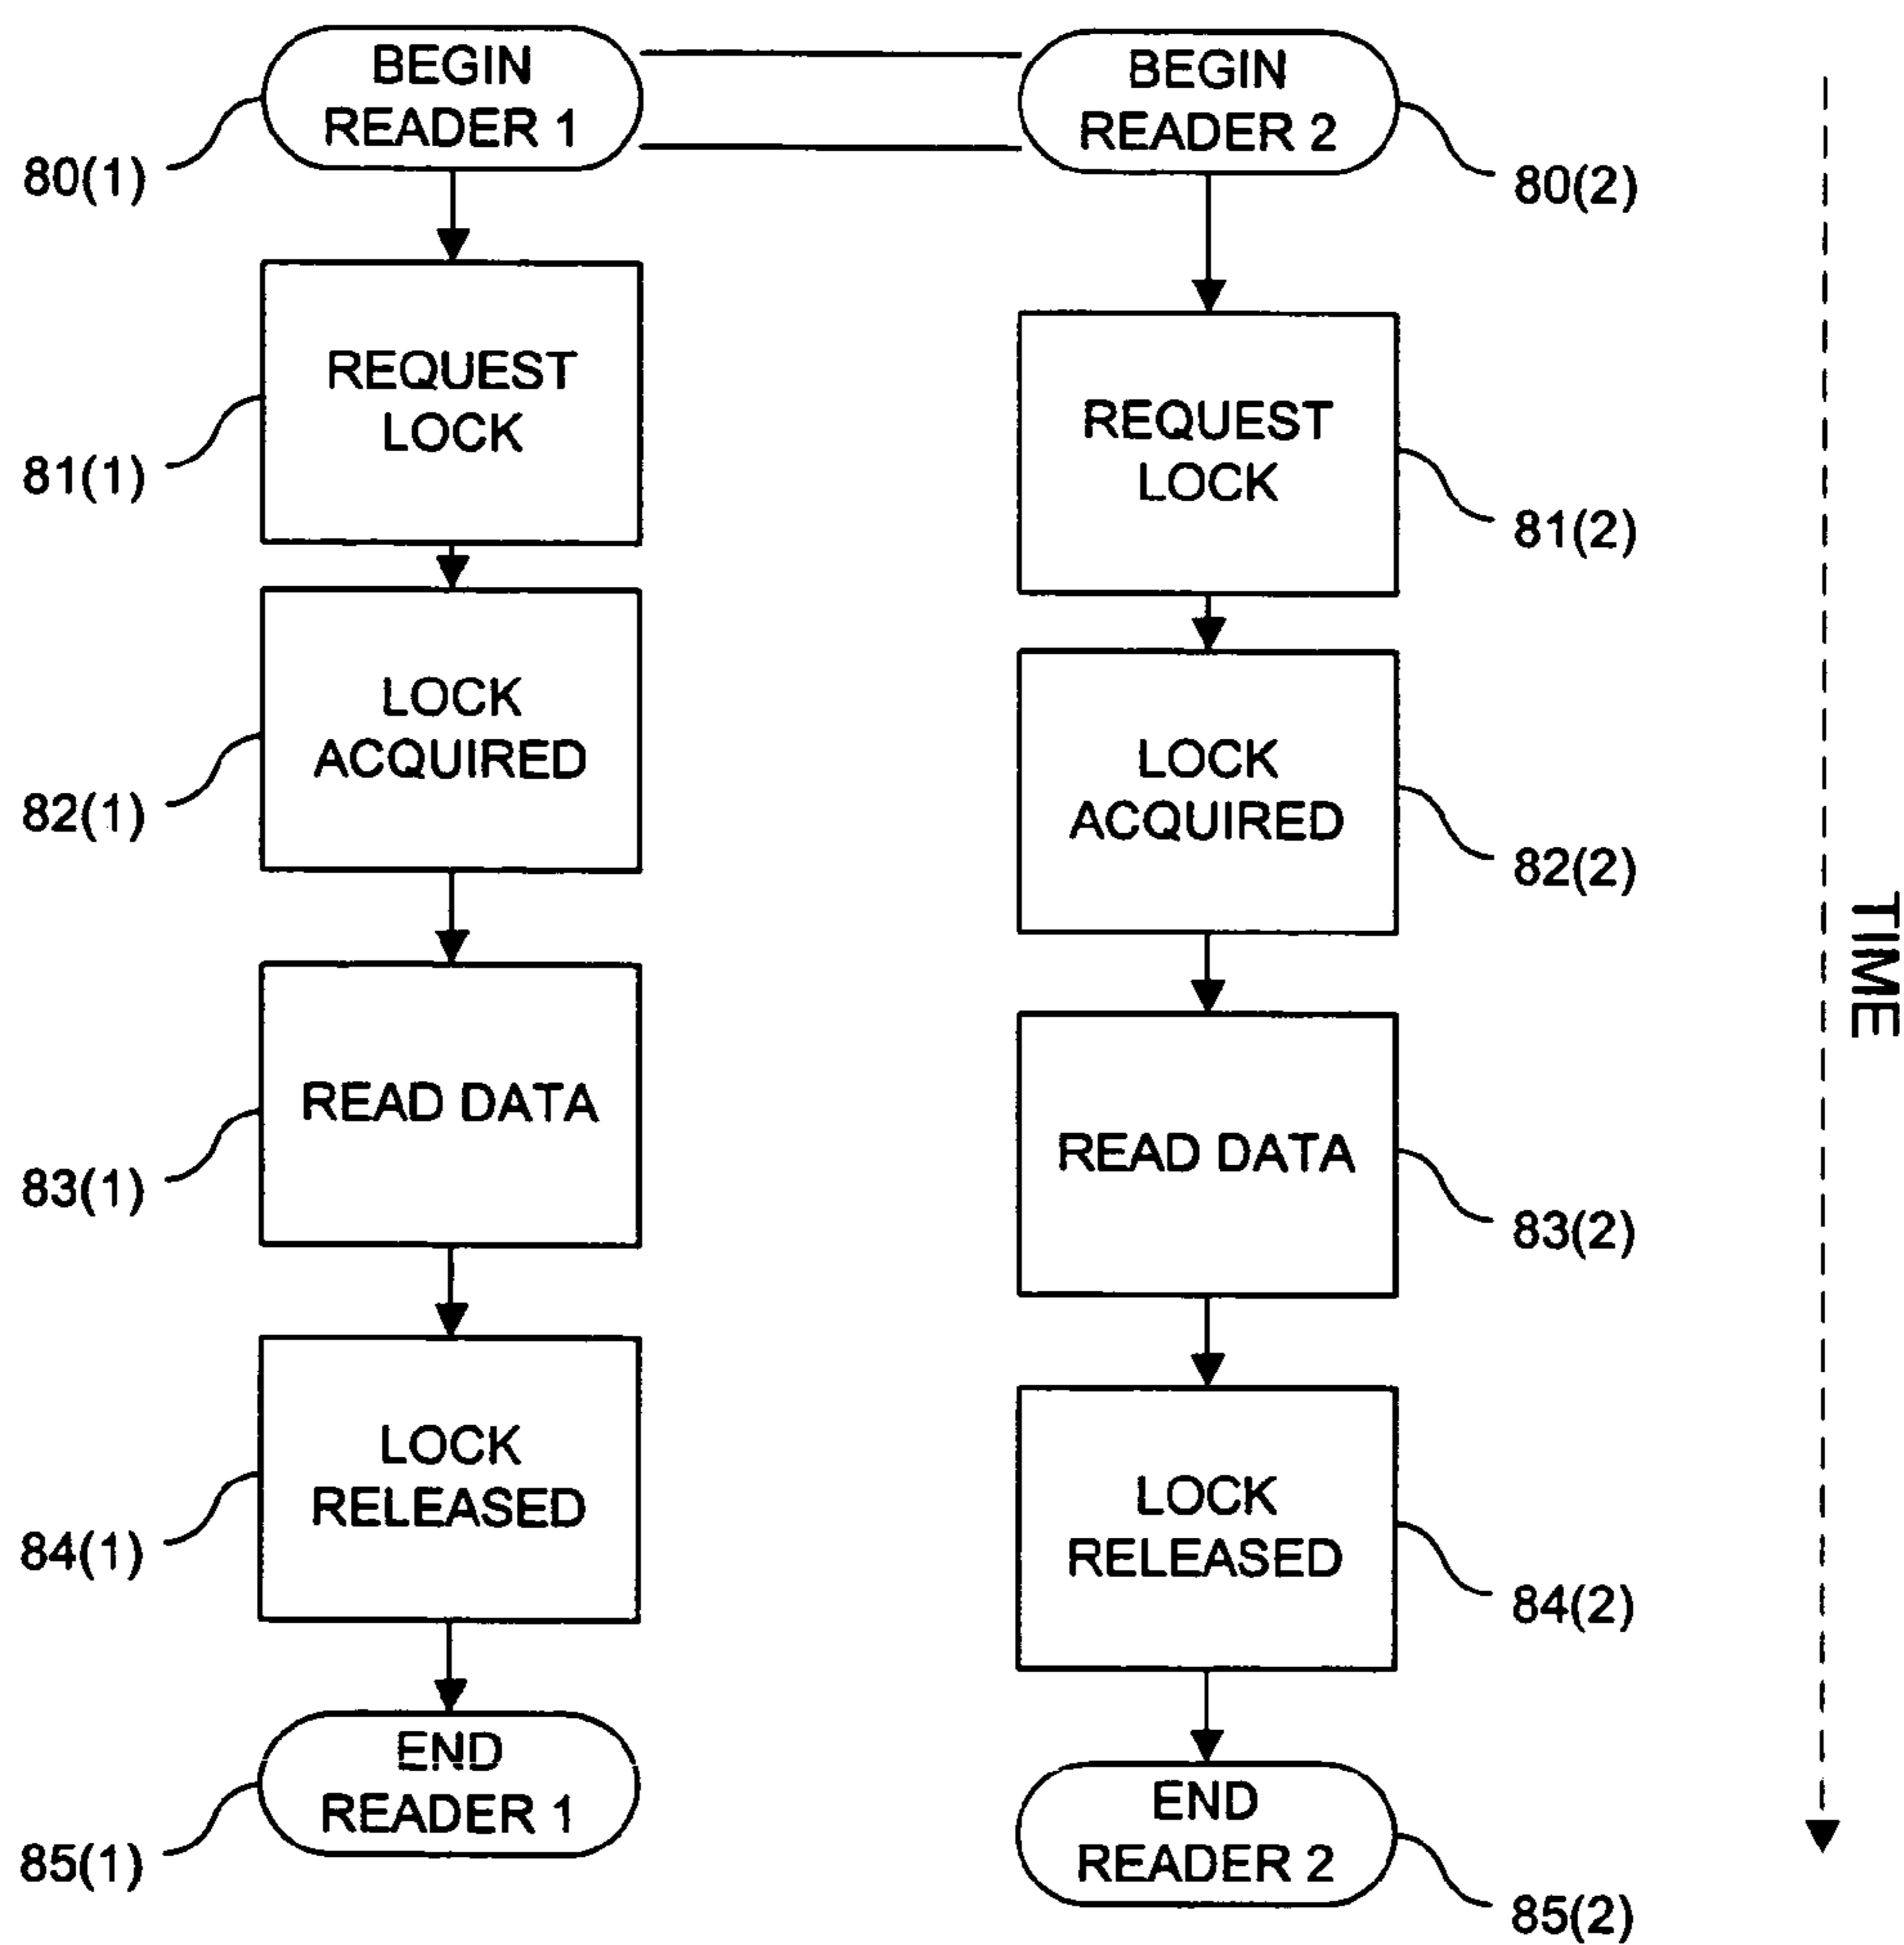 BEGIN
READER 1
80(1)
REQUEST
LOCK
81(1)
LOCK
ACQUIRED
82(1)
READ DATA
83(1)
LOCK
RELEASED
84(1)
END
READER 1
85(1)
BEGIN
READER 2
80(2)
REQUEST
LOCK
81(2)
LOCK
ACQUIRED
82(2)
READ DATA
83(2)
LOCK
RELEASED
84(2)
END
READER 2
85(2)
TIME